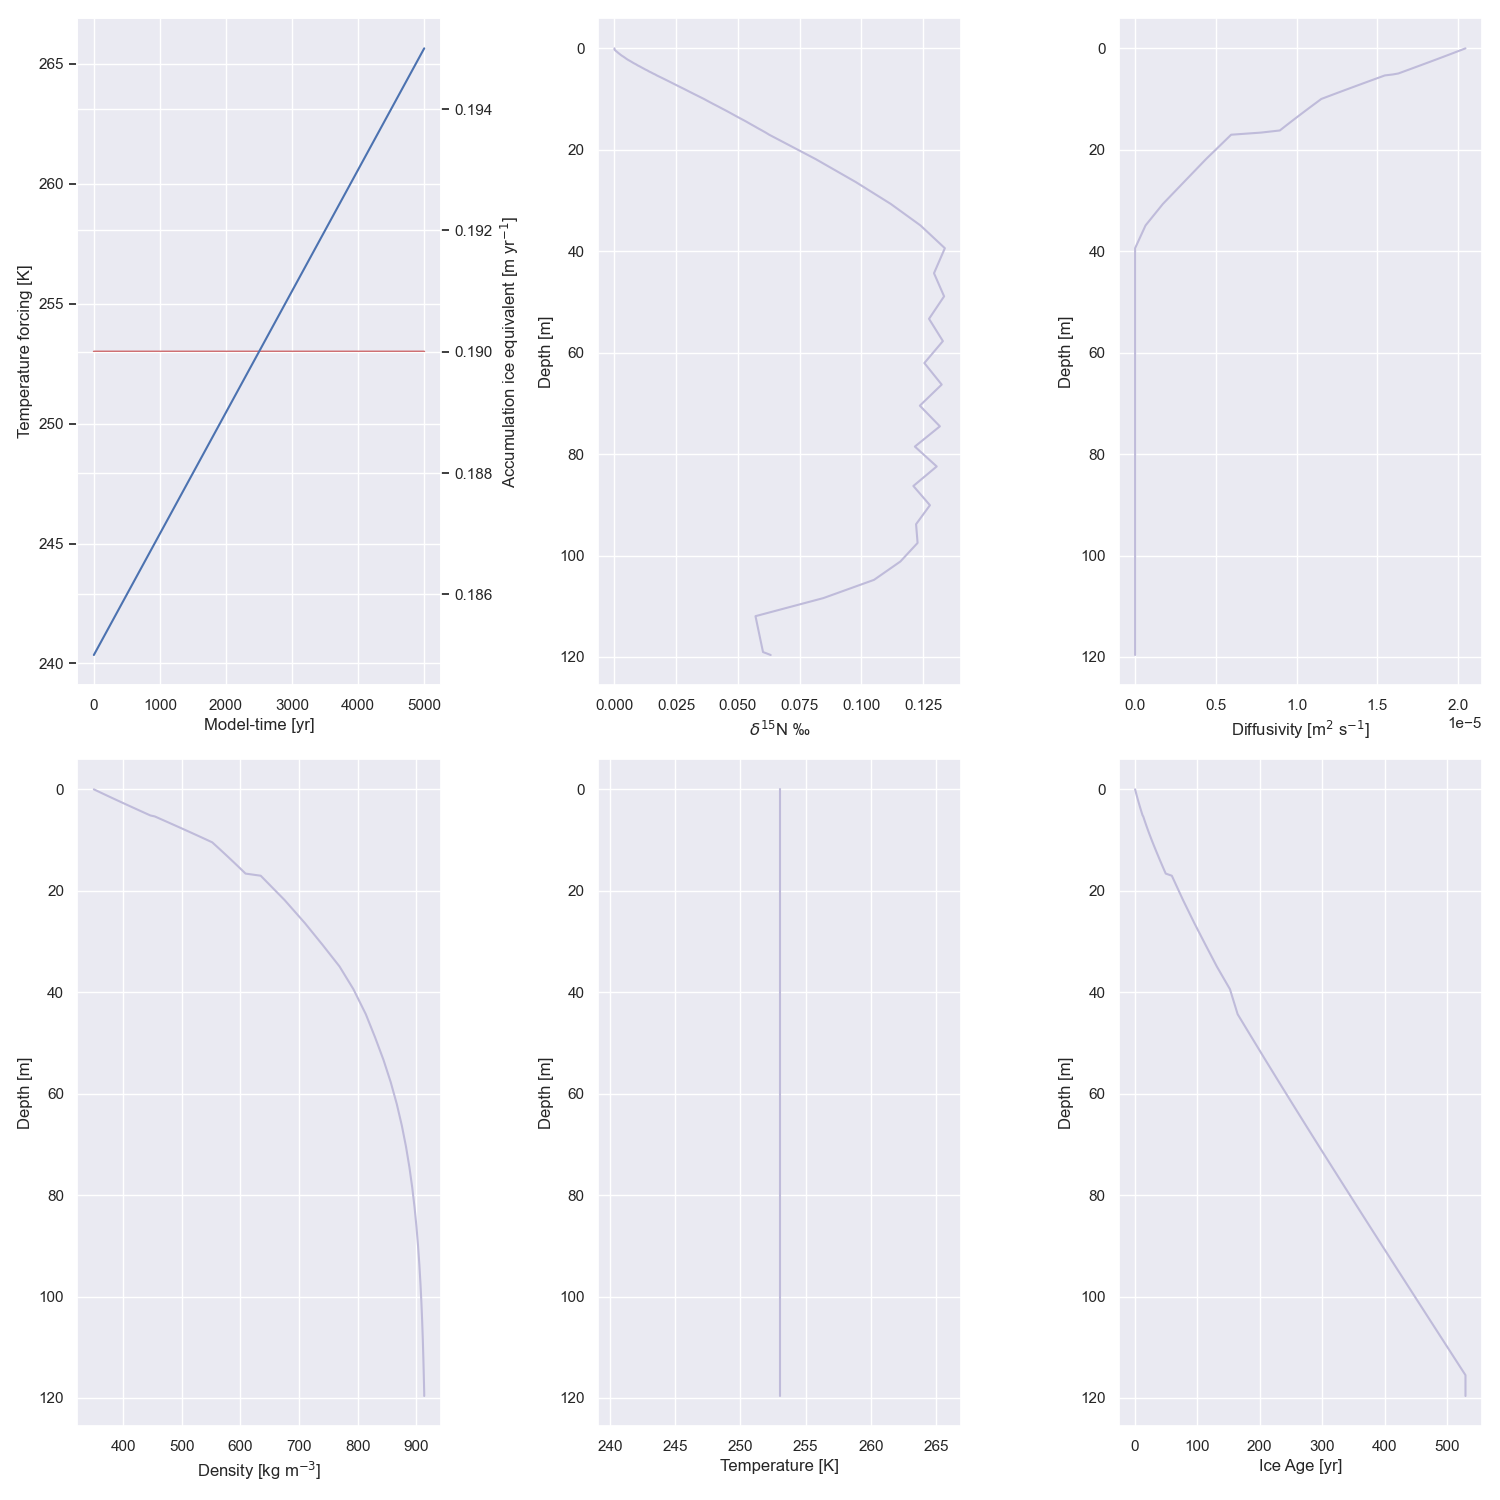 265
260
255
250
245
240
Temperature forcing [K]
0.194
0.192
0.190
0.188
0.186
Accumulation ice equivalent [m yr⁻¹]
0 1000 2000 3000 4000 5000
Model-time [yr]
0
20
40
60
80
100
120
Depth [m]
0.000 0.025 0.050 0.075 0.100 0.125
δ¹⁵N ‰
0
20
40
60
80
100
120
Depth [m]
0.0 0.5 1.0 1.5 2.0
1e−5
Diffusivity [m² s⁻¹]
0
20
40
60
80
100
120
Depth [m]
400 500 600 700 800 900
Density [kg m⁻³]
0
20
40
60
80
100
120
Depth [m]
240 245 250 255 260 265
Temperature [K]
0
20
40
60
80
100
120
Depth [m]
0 100 200 300 400 500
Ice Age [yr]